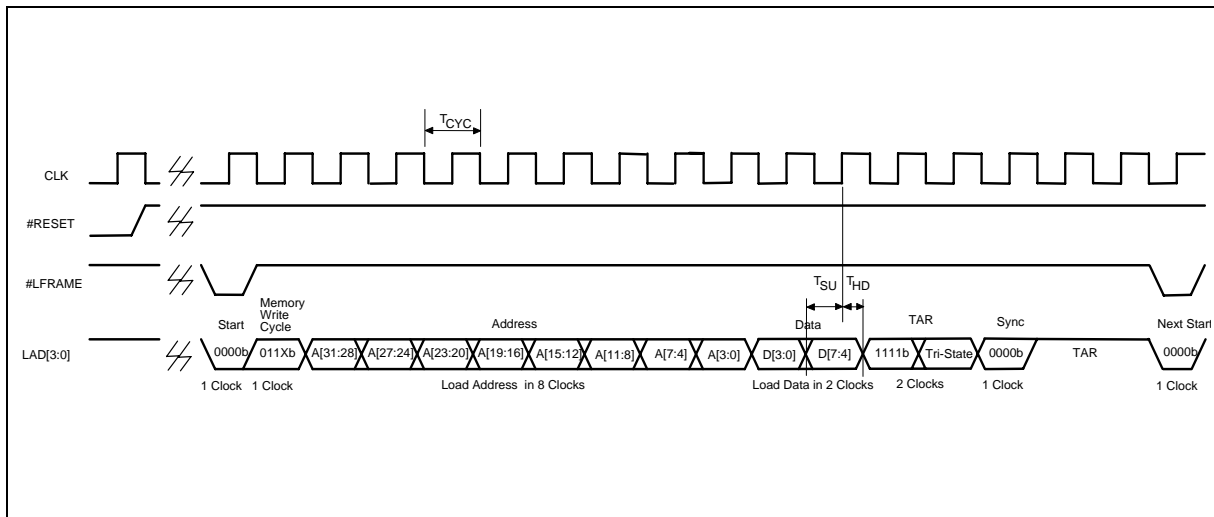 TCYC
CLK
#RESET
#LFRAME
TSU THD
Memory
Write
Cycle
Start Address Data TAR Sync Next Start
LAD[3:0] 0000b 011Xb A[31:28] A[27:24] A[23:20] A[19:16] A[15:12] A[11:8] A[7:4] A[3:0] D[3:0] D[7:4] 1111b Tri-State 0000b TAR 0000b
1 Clock 1 Clock Load Address in 8 Clocks Load Data in 2 Clocks 2 Clocks 1 Clock 1 Clock